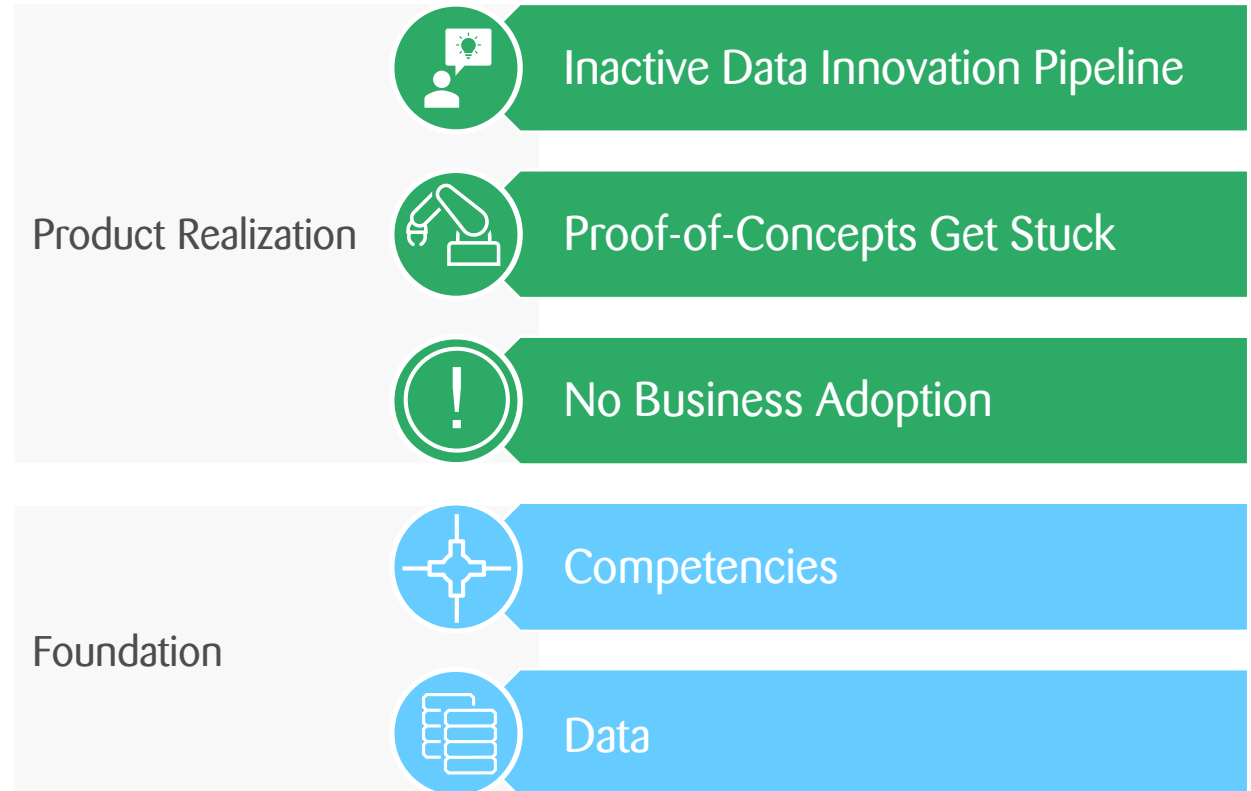 Product Realization
Inactive Data Innovation Pipeline
Proof-of-Concepts Get Stuck
No Business Adoption
Foundation
Competencies
Data